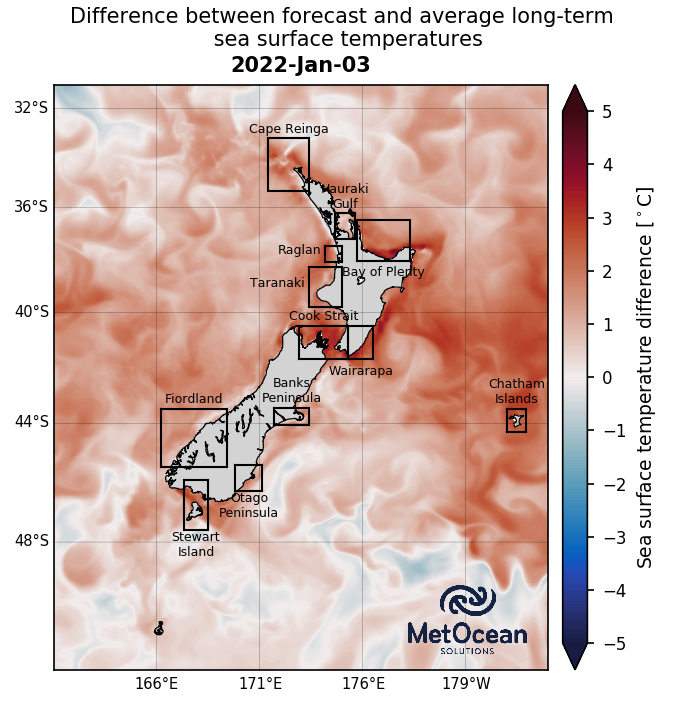 Difference between forecast and average long-term
sea surface temperatures
2022-Jan-03
32°S
36°S
40°S
44°S
48°S
166°E
171°E
176°E
179°W
Cape Reinga
Hauraki
Gulf
Raglan
Bay of Plenty
Taranaki
Cook Strait
Wairarapa
Banks
Peninsula
Fiordland
Chatham
Islands
Otago
Peninsula
Stewart
Island
MetOcean
SOLUTIONS
5
4
3
2
1
0
−1
−2
−3
−4
−5
Sea surface temperature difference [°C]